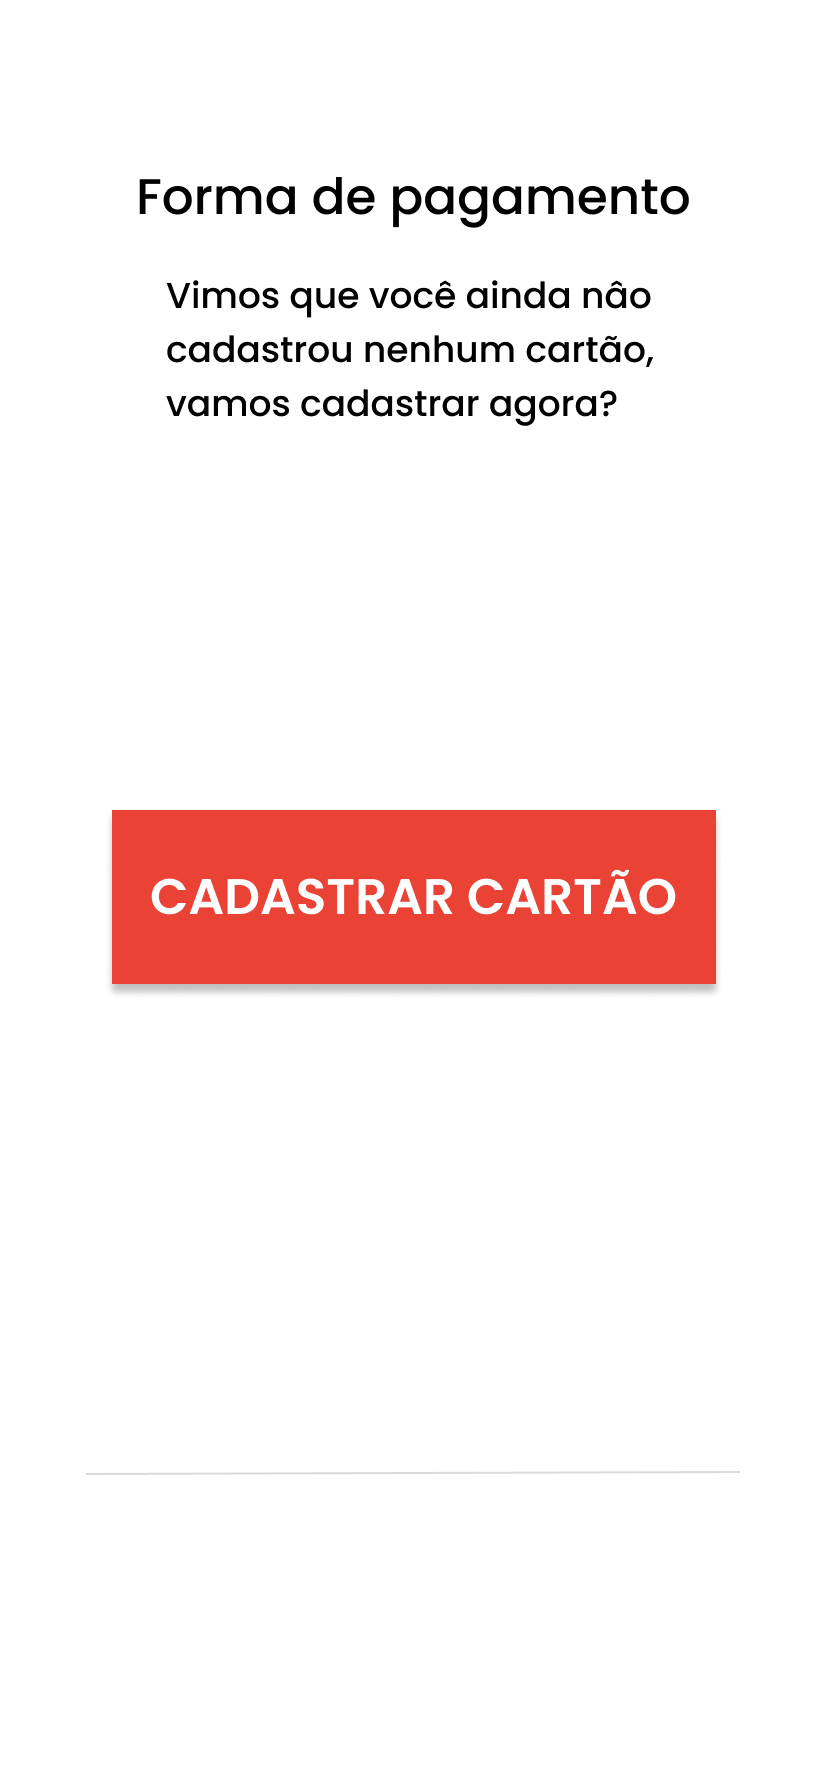 Forma de pagamento
Vimos que você ainda nâo
cadastrou nenhum cartão,
vamos cadastrar agora?
CADASTRAR CARTÃO